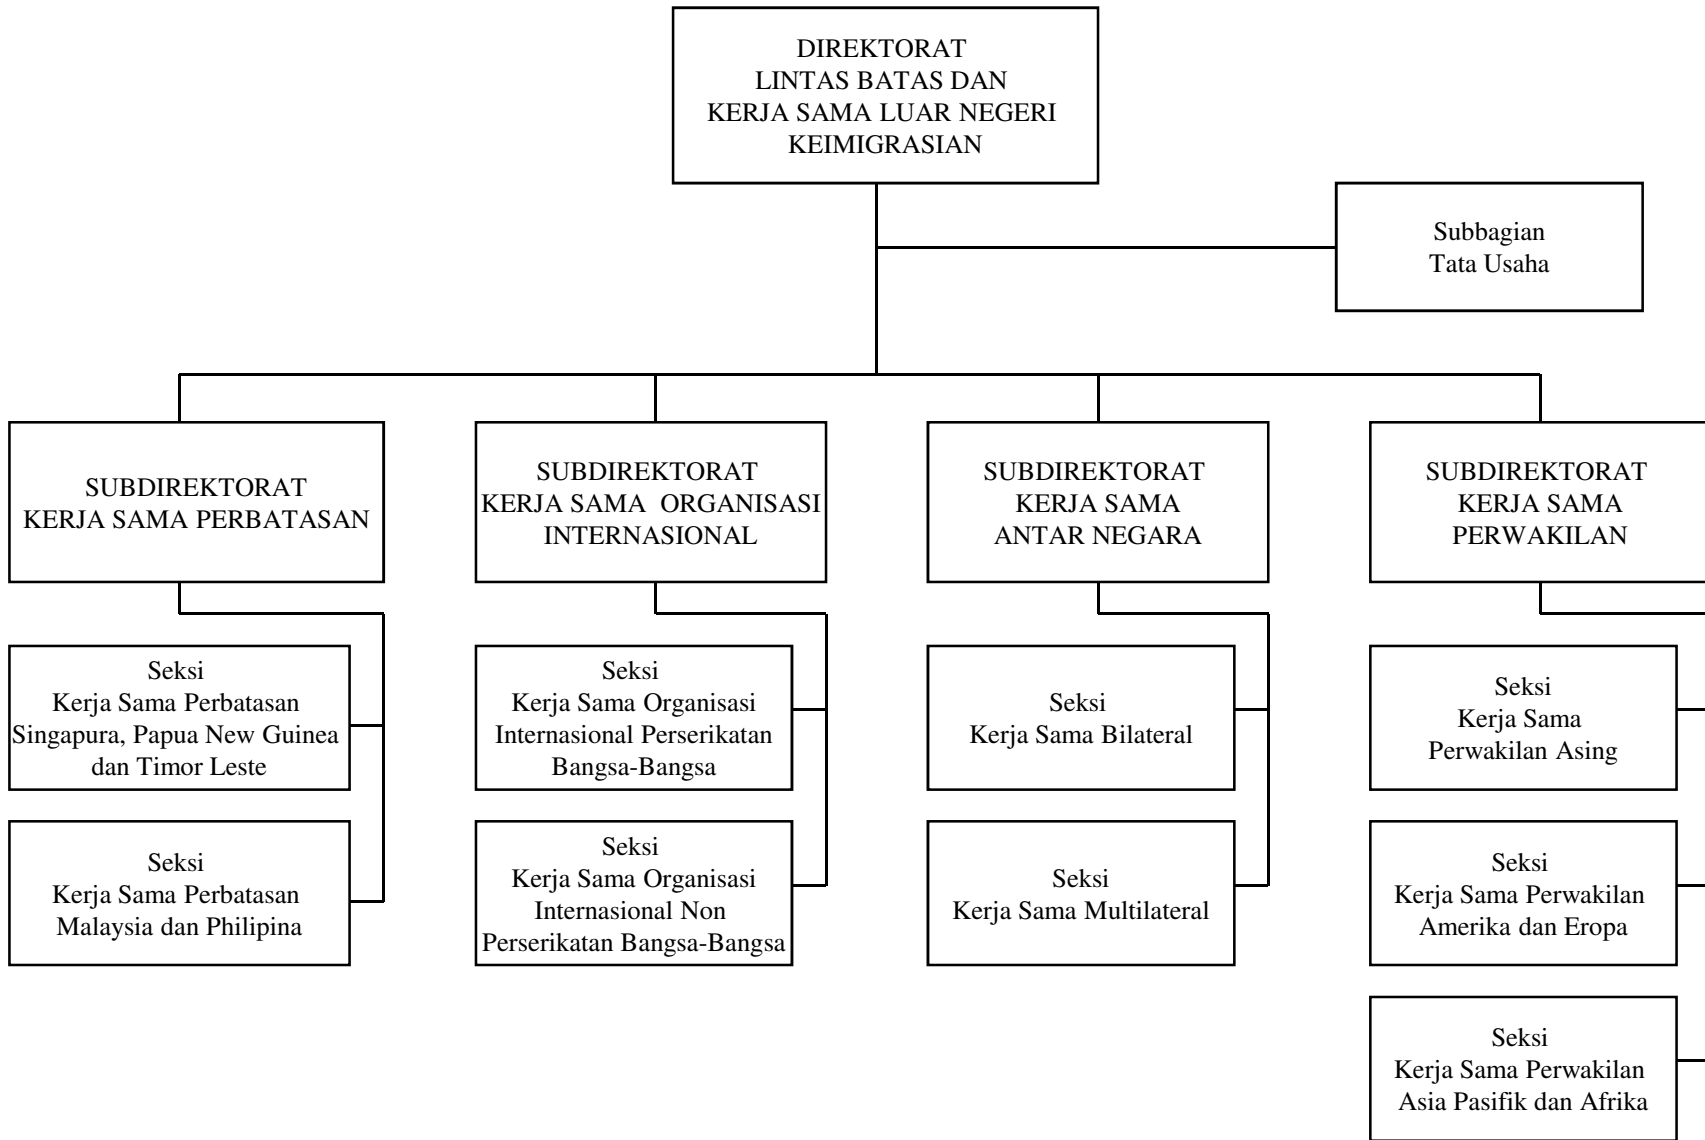 DIREKTORAT
LINTAS BATAS DAN
KERJA SAMA LUAR NEGERI
KEIMIGRASIAN
Subbagian
Tata Usaha
SUBDIREKTORAT
KERJA SAMA PERBATASAN
SUBDIREKTORAT
KERJA SAMA ORGANISASI
INTERNASIONAL
SUBDIREKTORAT
KERJA SAMA
ANTAR NEGARA
SUBDIREKTORAT
KERJA SAMA
PERWAKILAN
Seksi
Kerja Sama Perbatasan
Singapura, Papua New Guinea
dan Timor Leste
Seksi
Kerja Sama Organisasi
Internasional Perserikatan
Bangsa-Bangsa
Seksi
Kerja Sama Bilateral
Seksi
Kerja Sama
Perwakilan Asing
Seksi
Kerja Sama Perbatasan
Malaysia dan Philipina
Seksi
Kerja Sama Organisasi
Internasional Non
Perserikatan Bangsa-Bangsa
Seksi
Kerja Sama Multilateral
Seksi
Kerja Sama Perwakilan
Amerika dan Eropa
Seksi
Kerja Sama Perwakilan
Asia Pasifik dan Afrika